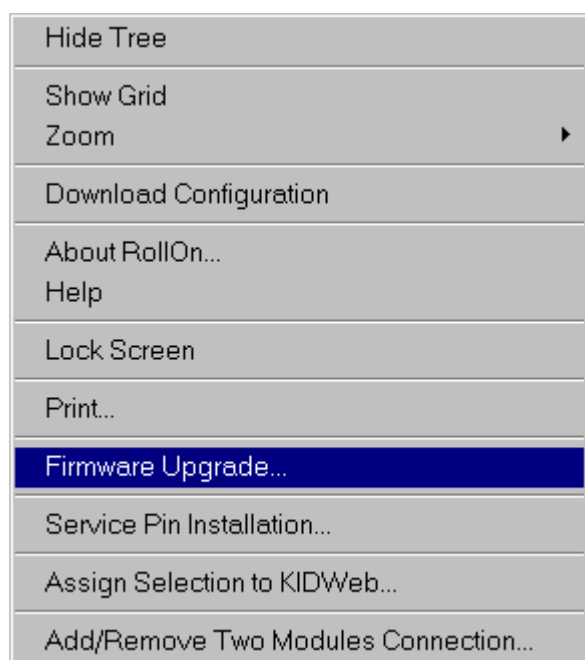 Hide Tree
Show Grid
Zoom
Download Configuration
About RollOn...
Help
Lock Screen
Print...
Firmware Upgrade...
Service Pin Installation...
Assign Selection to KIDWeb...
Add/Remove Two Modules Connection...